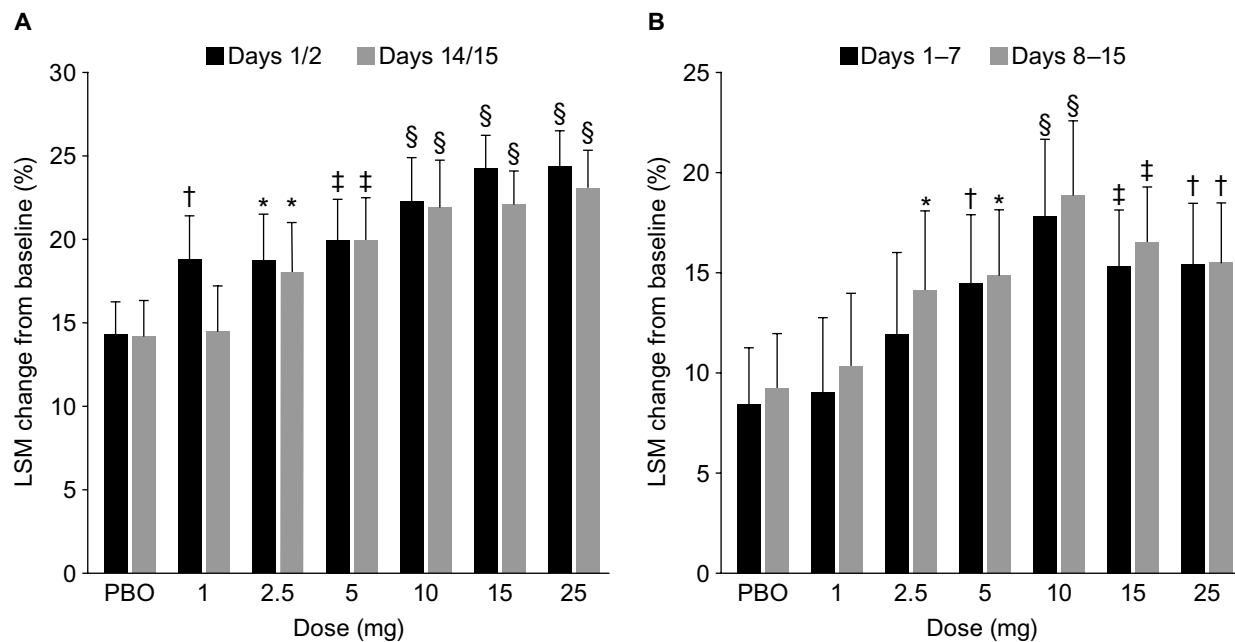 A
Days 1/2 Days 14/15
LSM change from baseline (%)
30
25
20
15
10
5
0
† * * ‡ ‡ § § § § § §
PBO 1 2.5 5 10 15 25
Dose (mg)
B
Days 1–7 Days 8–15
LSM change from baseline (%)
25
20
15
10
5
0
* † * § § ‡ ‡ † †
PBO 1 2.5 5 10 15 25
Dose (mg)